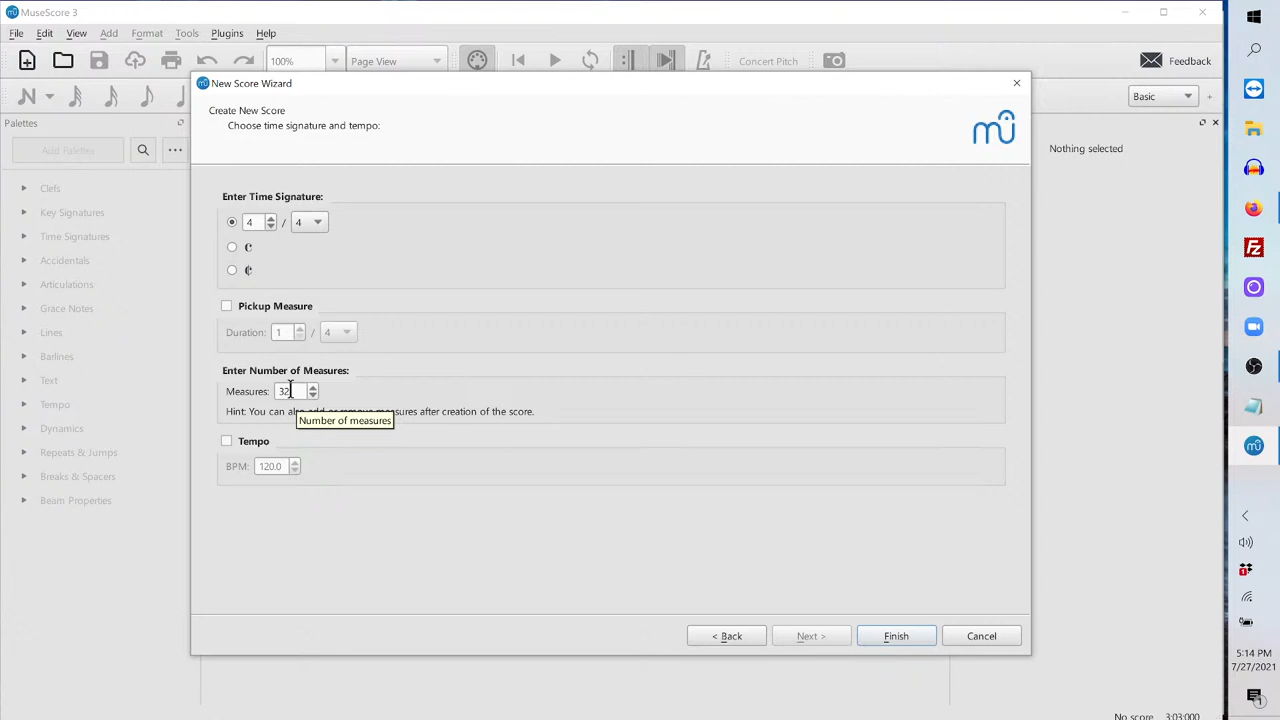 MuseScore 3
File Edit View Add Format Tools Plugins Help
100% Page View Concert Pitch Feedback
Basic
Palettes
Add Palettes
Clefs
Key Signatures
Time Signatures
Accidentals
Articulations
Grace Notes
Lines
Barlines
Text
Tempo
Dynamics
Repeats & Jumps
Breaks & Spacers
Beam Properties
New Score Wizard
Create New Score
Choose time signature and tempo:
Enter Time Signature:
4 / 4
Pickup Measure
Duration: 1 / 4
Enter Number of Measures:
Measures: 32
Hint: You can also add or remove measures after creation of the score.
Number of measures
Tempo
BPM: 120.0
< Back Next > Finish Cancel
Nothing selected
No score 3:03:000
5:14 PM
7/27/2021